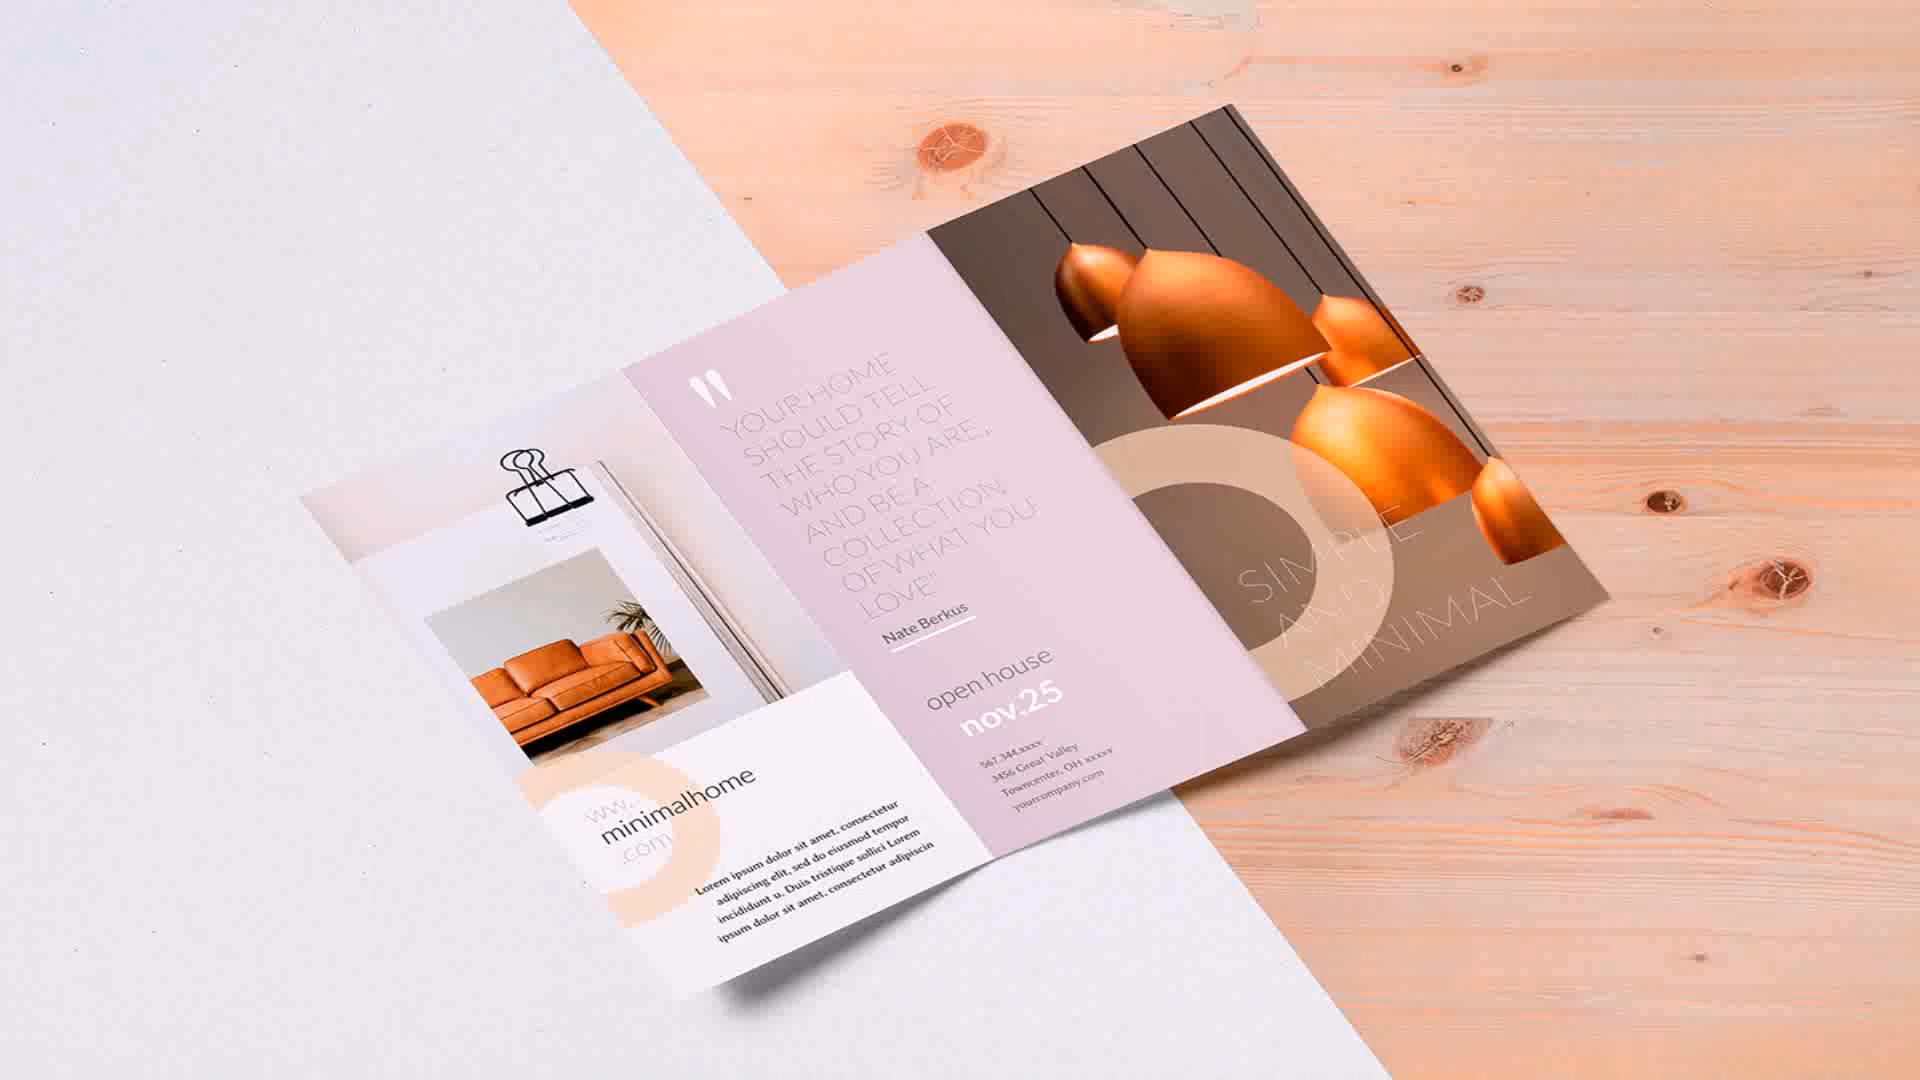 www.
minimalhome
.com
Lorem ipsum dolor sit amet, consectetur
adipiscing elit, sed do eiusmod tempor
incididunt u. Duis tristique sollici Lorem
ipsum dolor sit amet, consectetur adipiscin
"
YOUR HOME
SHOULD TELL
THE STORY OF
WHO YOU ARE,
AND BE A
COLLECTION
OF WHAT YOU
LOVE"
Nate Berkus
open house
nov.25
567.344.xxxx
3456 Great Valley
Towncenter, OH xxxxx
yourcompany.com
SIMPLE
AND
MINIMAL